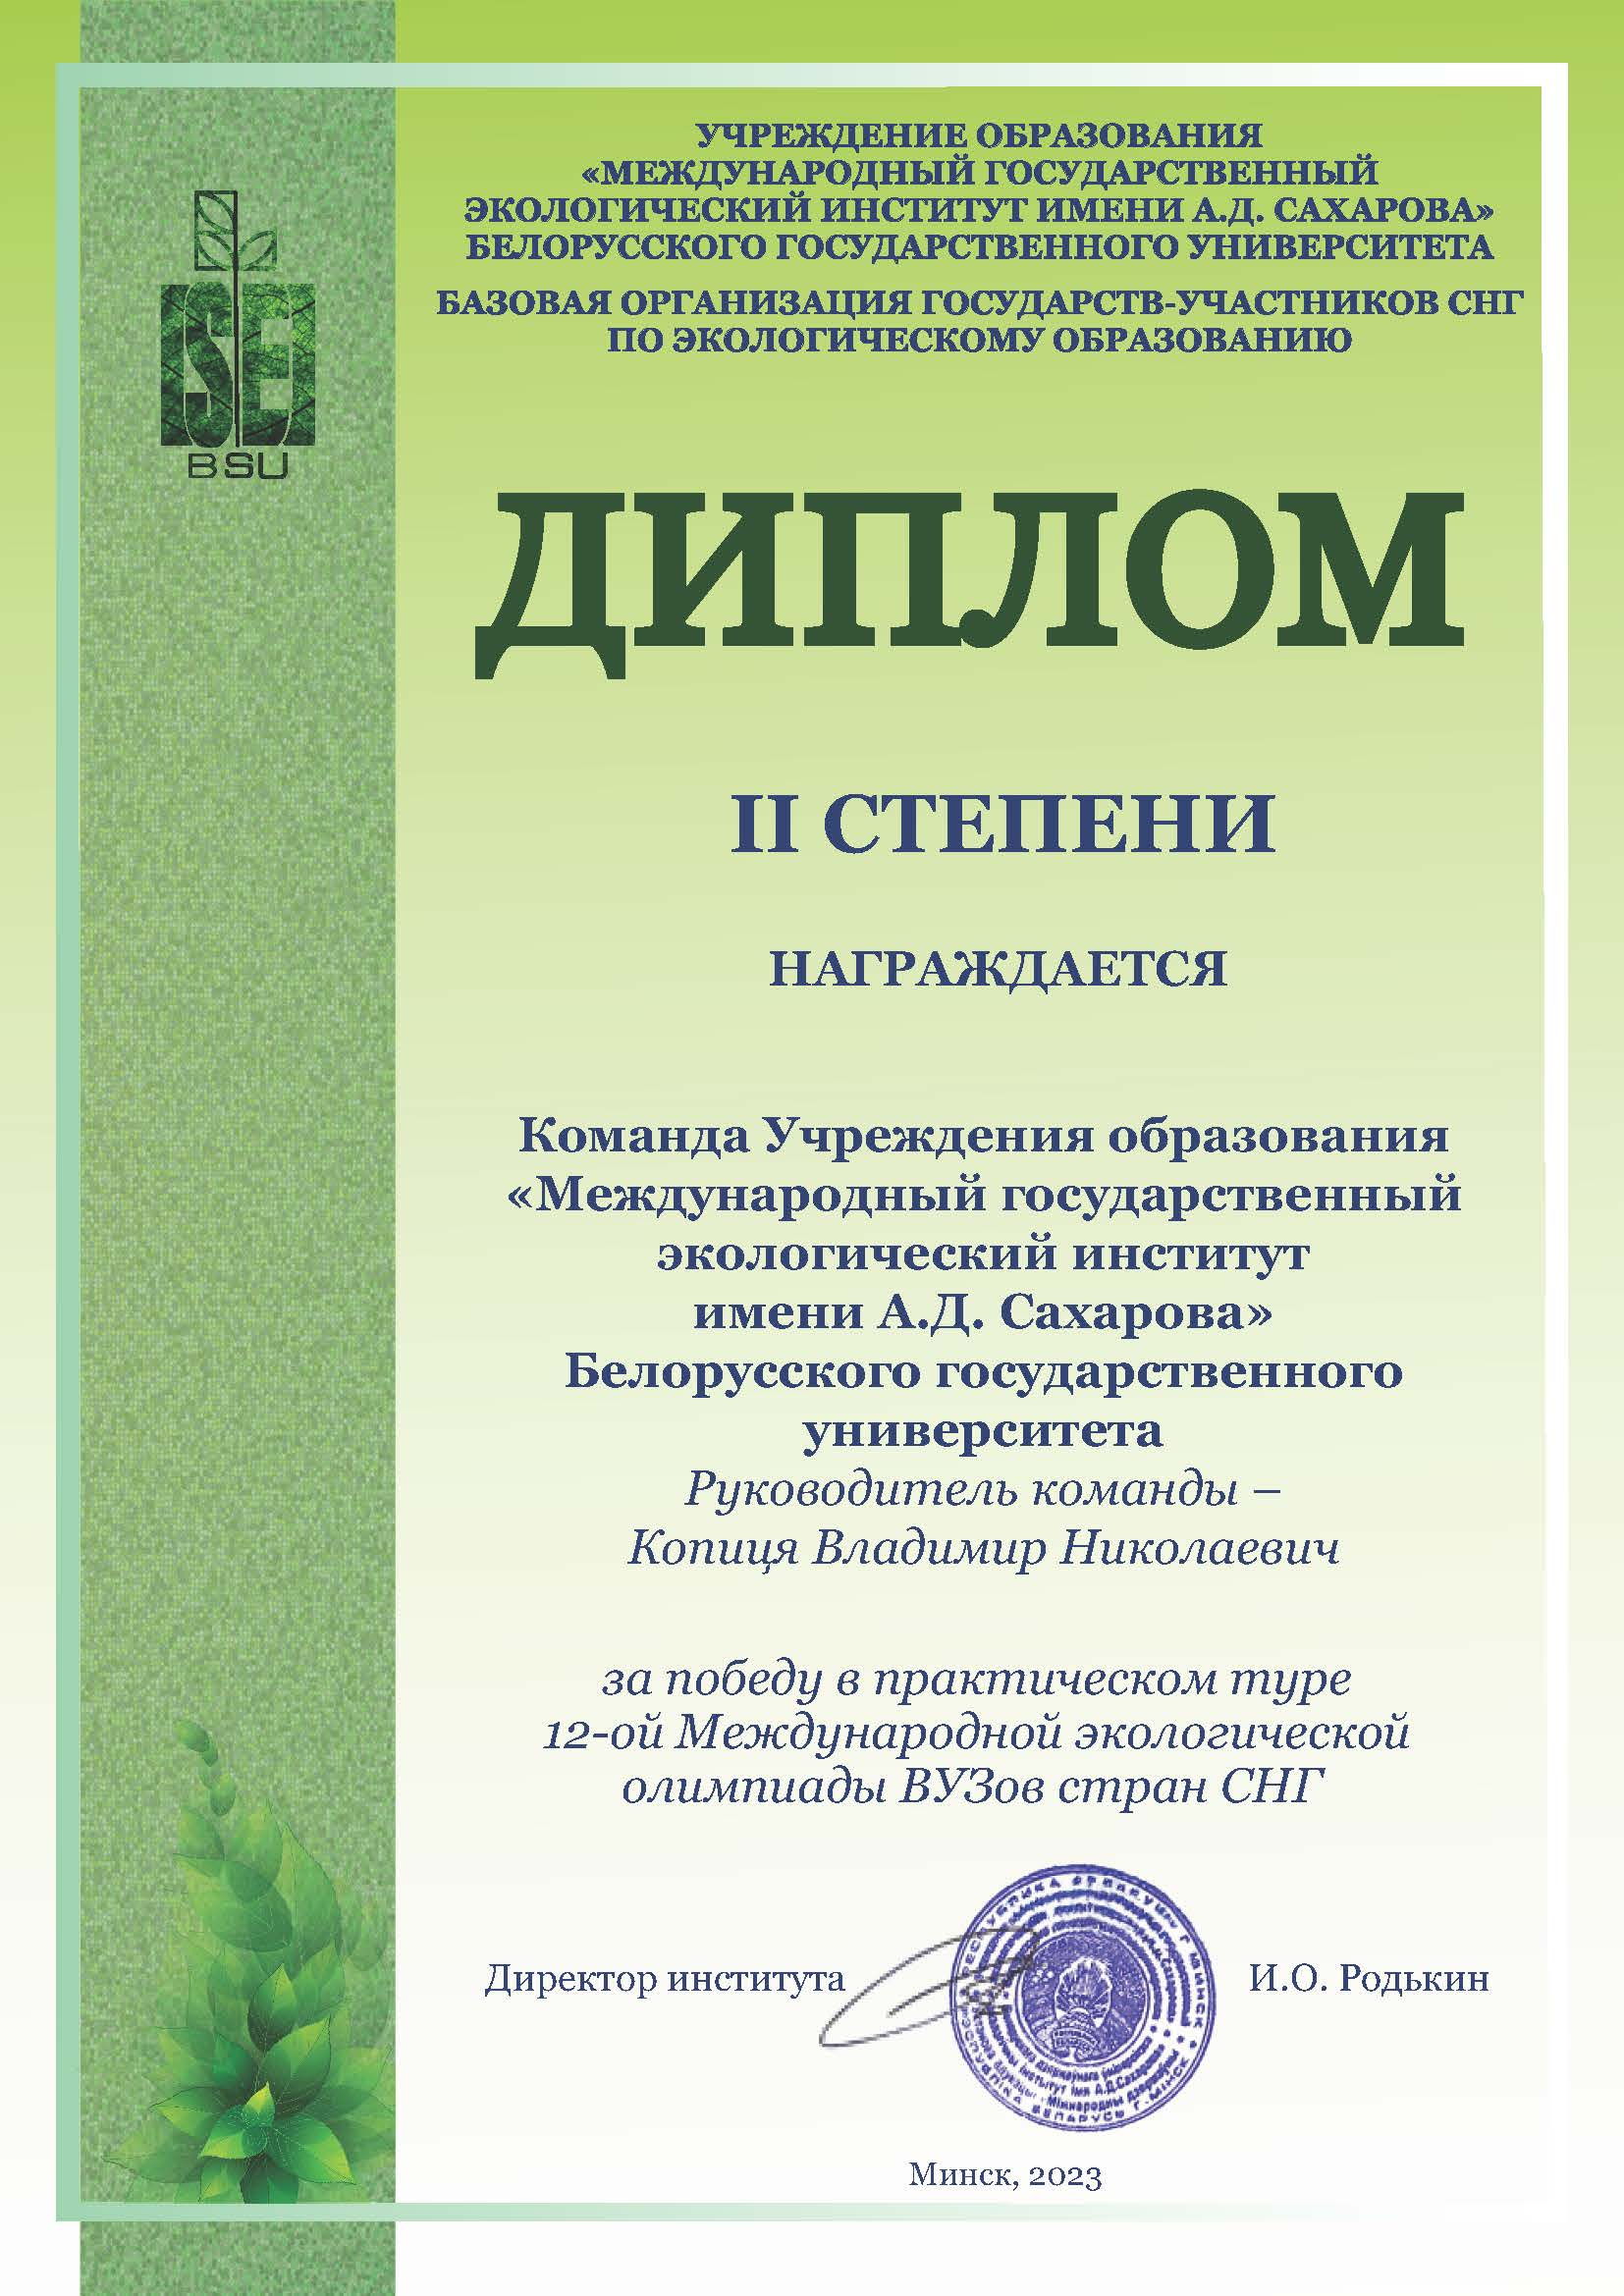 УЧРЕЖДЕНИЕ ОБРАЗОВАНИЯ
«МЕЖДУНАРОДНЫЙ ГОСУДАРСТВЕННЫЙ
ЭКОЛОГИЧЕСКИЙ ИНСТИТУТ ИМЕНИ А.Д. САХАРОВА»
БЕЛОРУССКОГО ГОСУДАРСТВЕННОГО УНИВЕРСИТЕТА
БАЗОВАЯ ОРГАНИЗАЦИЯ ГОСУДАРСТВ-УЧАСТНИКОВ СНГ
ПО ЭКОЛОГИЧЕСКОМУ ОБРАЗОВАНИЮ
ISEI
BSU
ДИПЛОМ
II СТЕПЕНИ
НАГРАЖДАЕТСЯ
Команда Учреждения образования
«Международный государственный
экологический институт
имени А.Д. Сахарова»
Белорусского государственного
университета
Руководитель команды –
Копиця Владимир Николаевич
за победу в практическом туре
12-ой Международной экологической
олимпиады ВУЗов стран СНГ
Директор института
И.О. Родькин
Минск, 2023